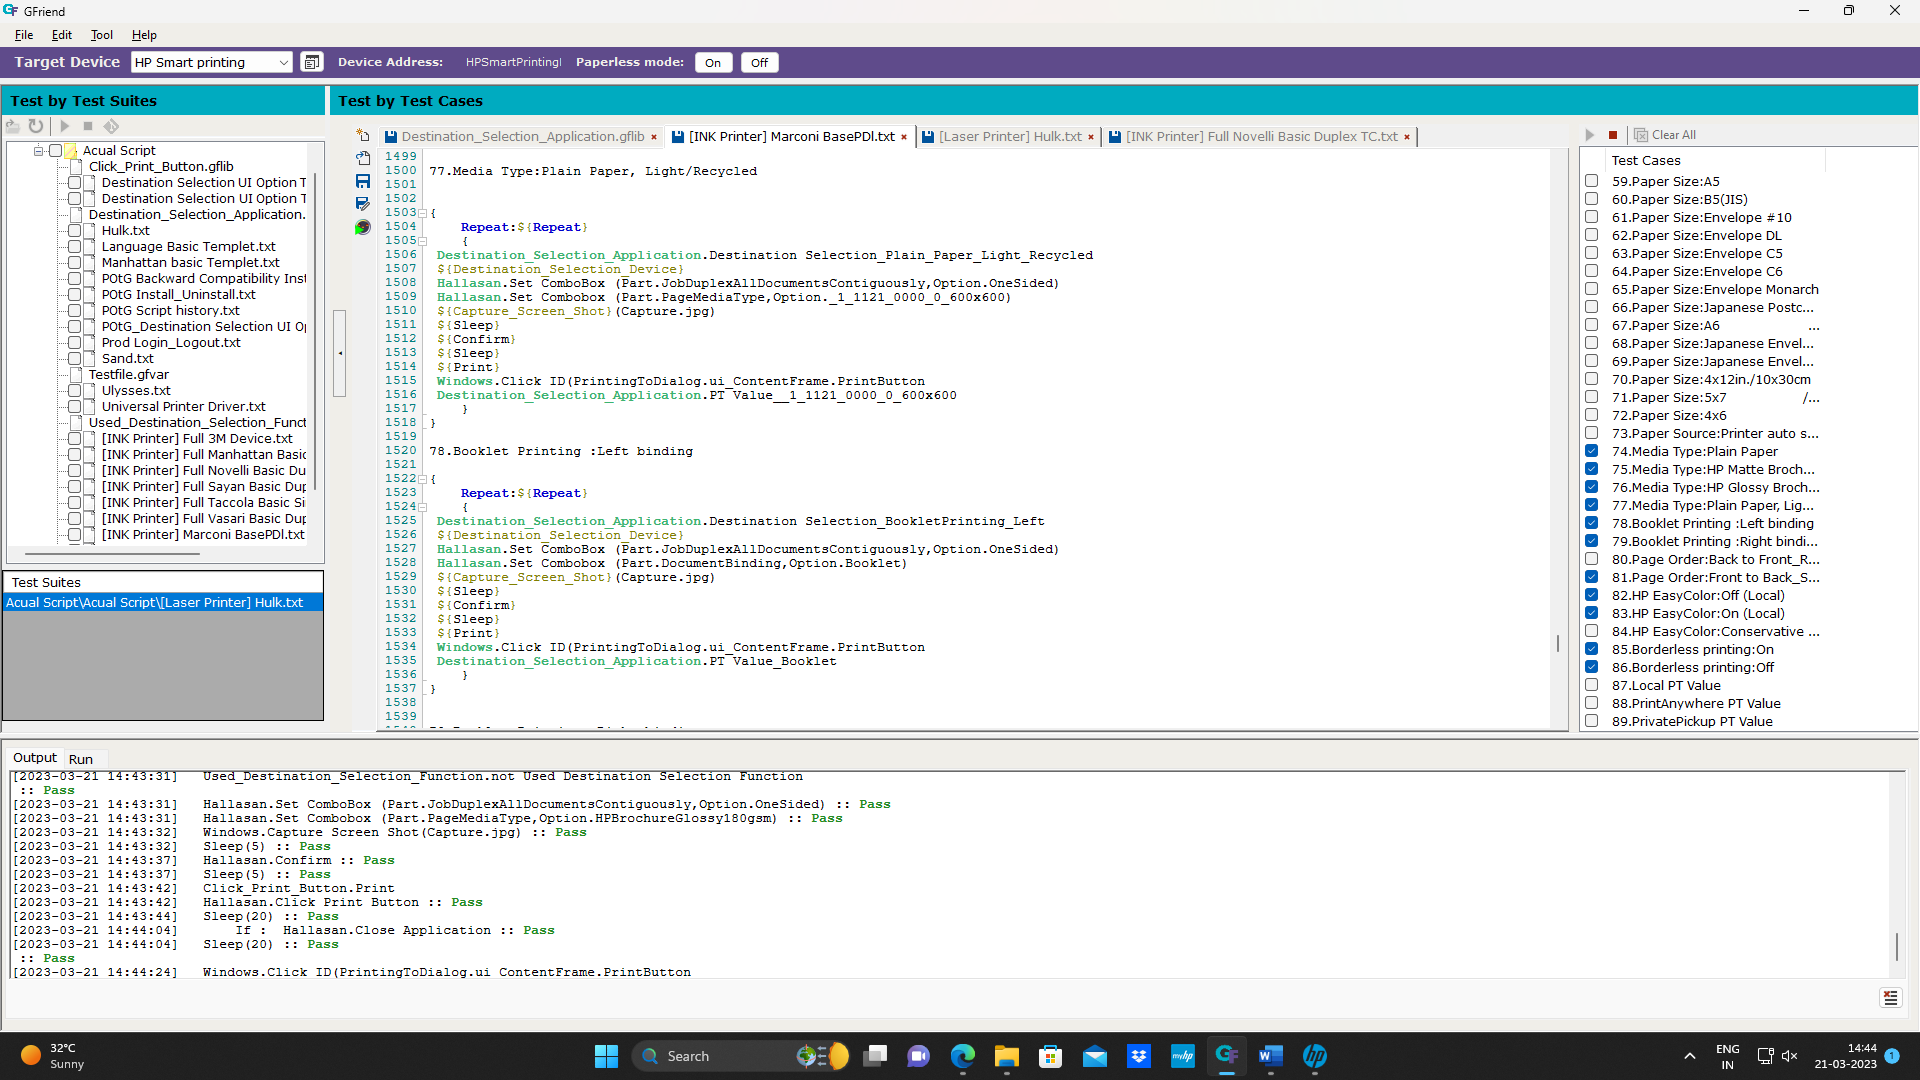 GFriend
File Edit Tool Help
Target Device HP Smart printing Device Address: HPSmartPrintingI Paperless mode: On Off
Test by Test Suites
Acual Script
Click_Print_Button.gflib
Destination Selection UI Option T
Destination Selection UI Option T
Destination_Selection_Application.
Hulk.txt
Language Basic Templet.txt
Manhattan basic Templet.txt
POtG Backward Compatibility Inst
POtG Install_Uninstall.txt
POtG Script history.txt
POtG_Destination Selection UI Op
Prod Login_Logout.txt
Sand.txt
Testfile.gfvar
Ulysses.txt
Universal Printer Driver.txt
Used_Destination_Selection_Funct
[INK Printer] Full 3M Device.txt
[INK Printer] Full Manhattan Basic
[INK Printer] Full Novelli Basic Du
[INK Printer] Full Sayan Basic Dup
[INK Printer] Full Taccola Basic Si
[INK Printer] Full Vasari Basic Dup
[INK Printer] Marconi BasePDl.txt
Test Suites
Acual Script\Acual Script\[Laser Printer] Hulk.txt
Test by Test Cases
Destination_Selection_Application.gflib [INK Printer] Marconi BasePDl.txt [Laser Printer] Hulk.txt [INK Printer] Full Novelli Basic Duplex TC.txt
1499
1500 77.Media Type:Plain Paper, Light/Recycled
1501
1502
1503 {
1504 Repeat:${Repeat}
1505 {
1506 Destination_Selection_Application.Destination Selection_Plain_Paper_Light_Recycled
1507 ${Destination_Selection_Device}
1508 Hallasan.Set ComboBox (Part.JobDuplexAllDocumentsContiguously,Option.OneSided)
1509 Hallasan.Set Combobox (Part.PageMediaType,Option._1_1121_0000_0_600x600)
1510 ${Capture_Screen_Shot}(Capture.jpg)
1511 ${Sleep}
1512 ${Confirm}
1513 ${Sleep}
1514 ${Print}
1515 Windows.Click ID(PrintingToDialog.ui_ContentFrame.PrintButton
1516 Destination_Selection_Application.PT Value__1_1121_0000_0_600x600
1517 }
1518 }
1519
1520 78.Booklet Printing :Left binding
1521
1522 {
1523 Repeat:${Repeat}
1524 {
1525 Destination_Selection_Application.Destination Selection_BookletPrinting_Left
1526 ${Destination_Selection_Device}
1527 Hallasan.Set ComboBox (Part.JobDuplexAllDocumentsContiguously,Option.OneSided)
1528 Hallasan.Set Combobox (Part.DocumentBinding,Option.Booklet)
1529 ${Capture_Screen_Shot}(Capture.jpg)
1530 ${Sleep}
1531 ${Confirm}
1532 ${Sleep}
1533 ${Print}
1534 Windows.Click ID(PrintingToDialog.ui_ContentFrame.PrintButton
1535 Destination_Selection_Application.PT Value_Booklet
1536 }
1537 }
1538
1539
Clear All
Test Cases
59.Paper Size:A5
60.Paper Size:B5(JIS)
61.Paper Size:Envelope #10
62.Paper Size:Envelope DL
63.Paper Size:Envelope C5
64.Paper Size:Envelope C6
65.Paper Size:Envelope Monarch
66.Paper Size:Japanese Postc...
67.Paper Size:A6 ...
68.Paper Size:Japanese Envel...
69.Paper Size:Japanese Envel...
70.Paper Size:4x12in./10x30cm
71.Paper Size:5x7 /...
72.Paper Size:4x6
73.Paper Source:Printer auto s...
74.Media Type:Plain Paper
75.Media Type:HP Matte Broch...
76.Media Type:HP Glossy Broch...
77.Media Type:Plain Paper, Lig...
78.Booklet Printing :Left binding
79.Booklet Printing :Right bindi...
80.Page Order:Back to Front_R...
81.Page Order:Front to Back_S...
82.HP EasyColor:Off (Local)
83.HP EasyColor:On (Local)
84.HP EasyColor:Conservative ...
85.Borderless printing:On
86.Borderless printing:Off
87.Local PT Value
88.PrintAnywhere PT Value
89.PrivatePickup PT Value
Output Run
[2023-03-21 14:43:31] Used_Destination_Selection_Function.not Used Destination Selection Function
:: Pass
[2023-03-21 14:43:31] Hallasan.Set ComboBox (Part.JobDuplexAllDocumentsContiguously,Option.OneSided) :: Pass
[2023-03-21 14:43:31] Hallasan.Set Combobox (Part.PageMediaType,Option.HPBrochureGlossy180gsm) :: Pass
[2023-03-21 14:43:32] Windows.Capture Screen Shot(Capture.jpg) :: Pass
[2023-03-21 14:43:32] Sleep(5) :: Pass
[2023-03-21 14:43:37] Hallasan.Confirm :: Pass
[2023-03-21 14:43:37] Sleep(5) :: Pass
[2023-03-21 14:43:42] Click_Print_Button.Print
[2023-03-21 14:43:42] Hallasan.Click Print Button :: Pass
[2023-03-21 14:43:44] Sleep(20) :: Pass
[2023-03-21 14:44:04] If : Hallasan.Close Application :: Pass
[2023-03-21 14:44:04] Sleep(20) :: Pass
:: Pass
[2023-03-21 14:44:24] Windows.Click ID(PrintingToDialog.ui ContentFrame.PrintButton
32°C
Sunny
Search
myhp
GF
W
hp
ENG
IN
14:44
21-03-2023
1